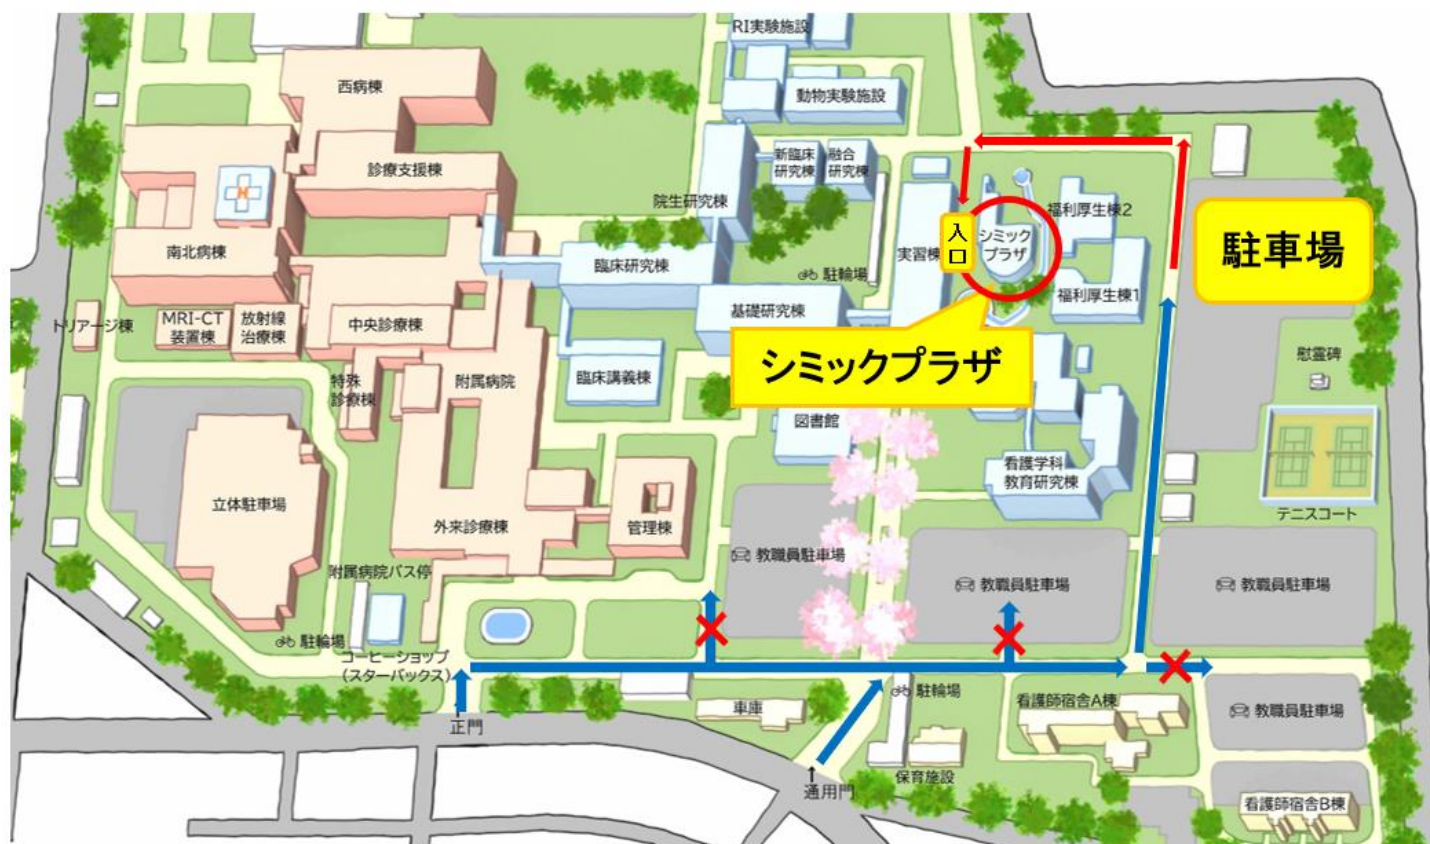 RI実験施設
西病棟
動物実験施設
診療支援棟
新臨床
研究棟
融合
研究棟
院生研究棟
H
福利厚生棟2
入
口
シミック
プラザ
駐車場
南北病棟
臨床研究棟
駐輪場
実習棟
福利厚生棟1
トリアージ棟
MRI-CT
装置棟
放射線
治療棟
中央診療棟
基礎研究棟
シミックプラザ
慰霊碑
特殊
診療棟
附属病院
臨床講義棟
図書館
看護学科
教育研究棟
立体駐車場
外来診療棟
管理棟
テニスコート
教職員駐車場
附属病院バス停
教職員駐車場
教職員駐車場
駐輪場
コーヒーショップ
(スターバックス)
駐輪場
車庫
看護師宿舎A棟
教職員駐車場
正門
保育施設
通用門
看護師宿舎B棟